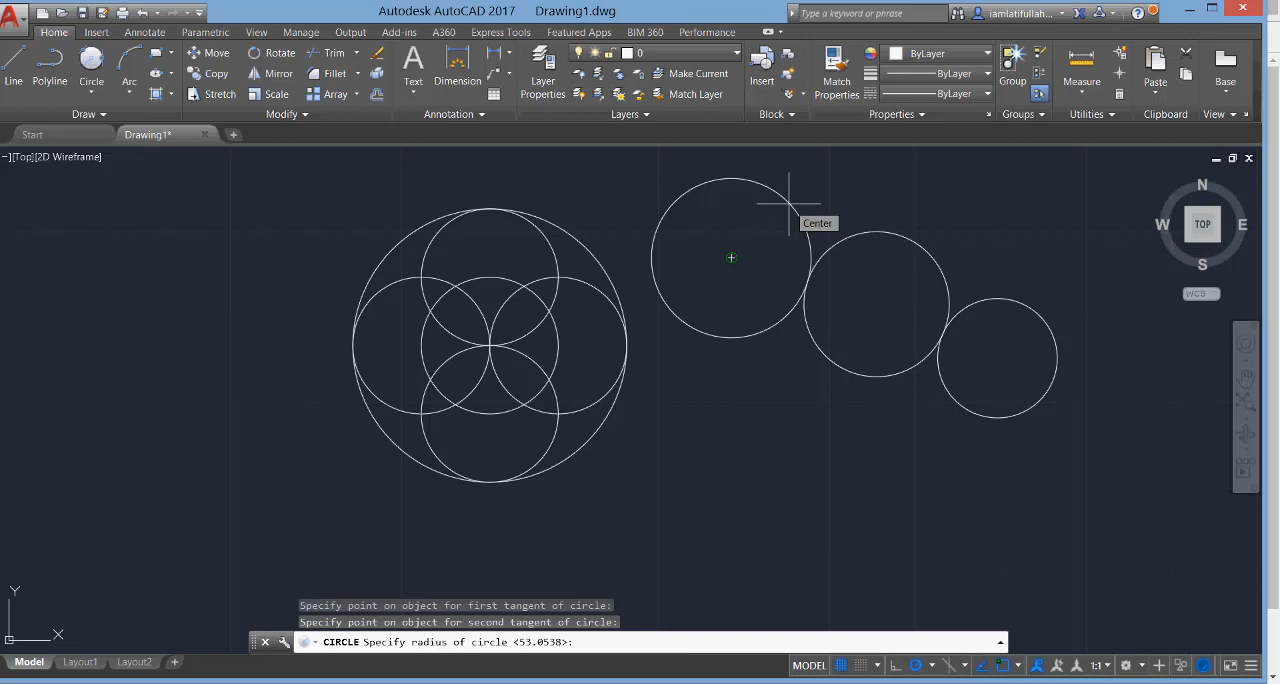 Autodesk AutoCAD 2017 Drawing1.dwg
Type a keyword or phrase
iamlatifullah...
Home Insert Annotate Parametric View Manage Output Add-ins A360 Express Tools Featured Apps BIM 360 Performance
Move Rotate Trim
Copy Mirror Fillet
Stretch Scale Array
Line Polyline Circle Arc
Text Dimension
Layer Properties
0
Make Current
Match Layer
Insert
Match Properties
ByLayer
ByLayer
ByLayer
Group
Measure
Paste
Base
Draw Modify Annotation Layers Block Properties Groups Utilities Clipboard View
Start Drawing1*
−][Top][2D Wireframe]
N
W TOP E
S
WCS
Center
Y
X
Specify point on object for first tangent of circle:
Specify point on object for second tangent of circle:
CIRCLE Specify radius of circle <53.0538>:
Model Layout1 Layout2
MODEL
1:1